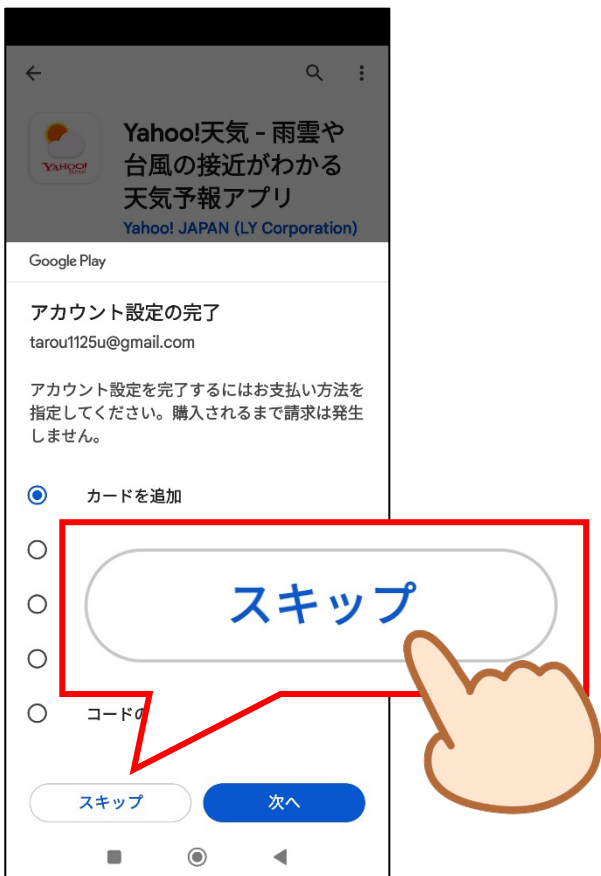 Yahoo!天気 – 雨雲や
台風の接近がわかる
天気予報アプリ
Yahoo! JAPAN (LY Corporation)
YAHOO!
JAPAN
Google Play
アカウント設定の完了
tarou1125u@gmail.com
アカウント設定を完了するにはお支払い方法を
指定してください。購入されるまで請求は発生
しません。
カードを追加
スキップ
コードの
スキップ
次へ